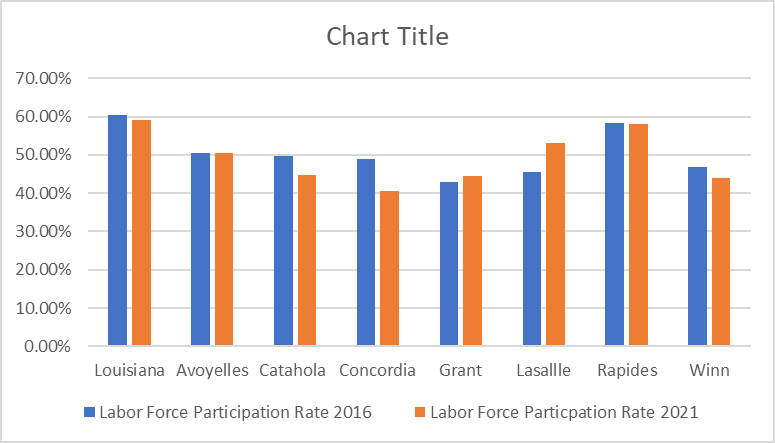 Chart Title
70.00%
60.00%
50.00%
40.00%
30.00%
20.00%
10.00%
0.00%
Louisiana Avoyelles Catahola Concordia Grant Lasallle Rapides Winn
Labor Force Participation Rate 2016 Labor Force Particpation Rate 2021